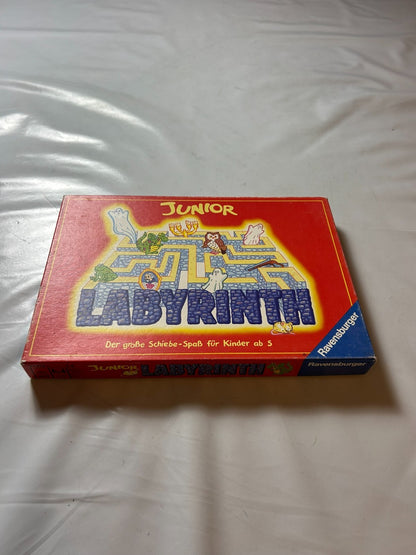 JUNIOR
LABYRINTH
Der große Schiebe-Spaß für Kinder ab 5
Ravensburger
JUNIOR LABYRINTH
Ravensburger